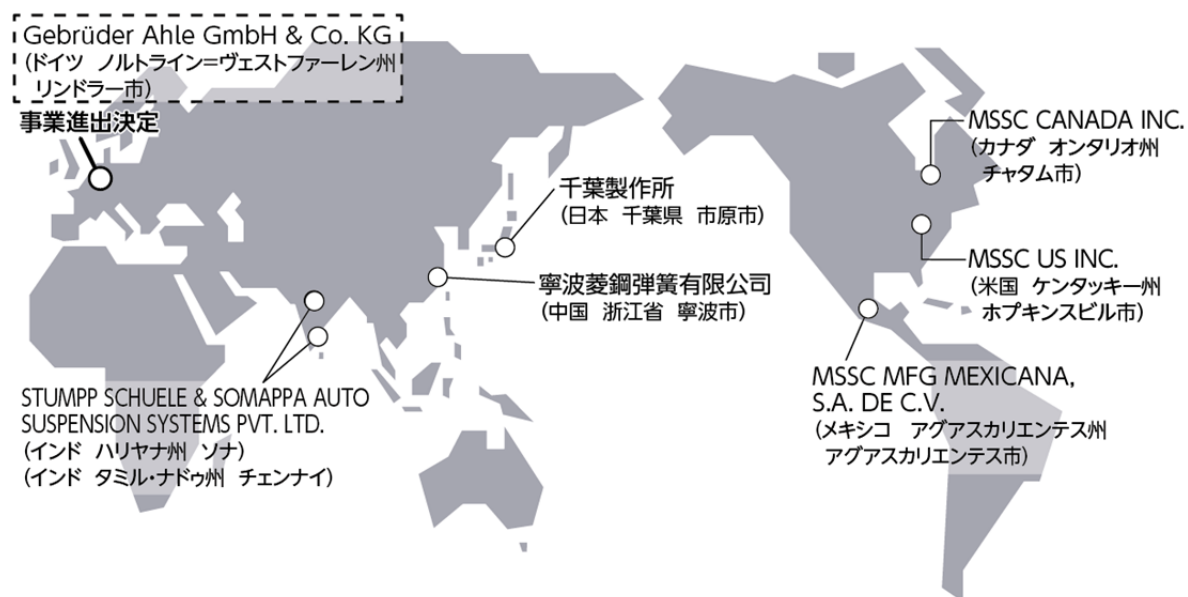 Gebrüder Ahle GmbH & Co. KG
(ドイツ ノルトライン=ヴェストファーレン州
リンドラー市)
事業進出決定
千葉製作所
(日本 千葉県 市原市)
寧波菱鋼弾簧有限公司
(中国 浙江省 寧波市)
STUMPP SCHUELE & SOMAPPA AUTO
SUSPENSION SYSTEMS PVT. LTD.
(インド ハリヤナ州 ソナ)
(インド タミル・ナドゥ州 チェンナイ)
MSSC CANADA INC.
(カナダ オンタリオ州
チャタム市)
MSSC US INC.
(米国 ケンタッキー州
ホプキンスビル市)
MSSC MFG MEXICANA,
S.A. DE C.V.
(メキシコ アグアスカリエンテス州
アグアスカリエンテス市)